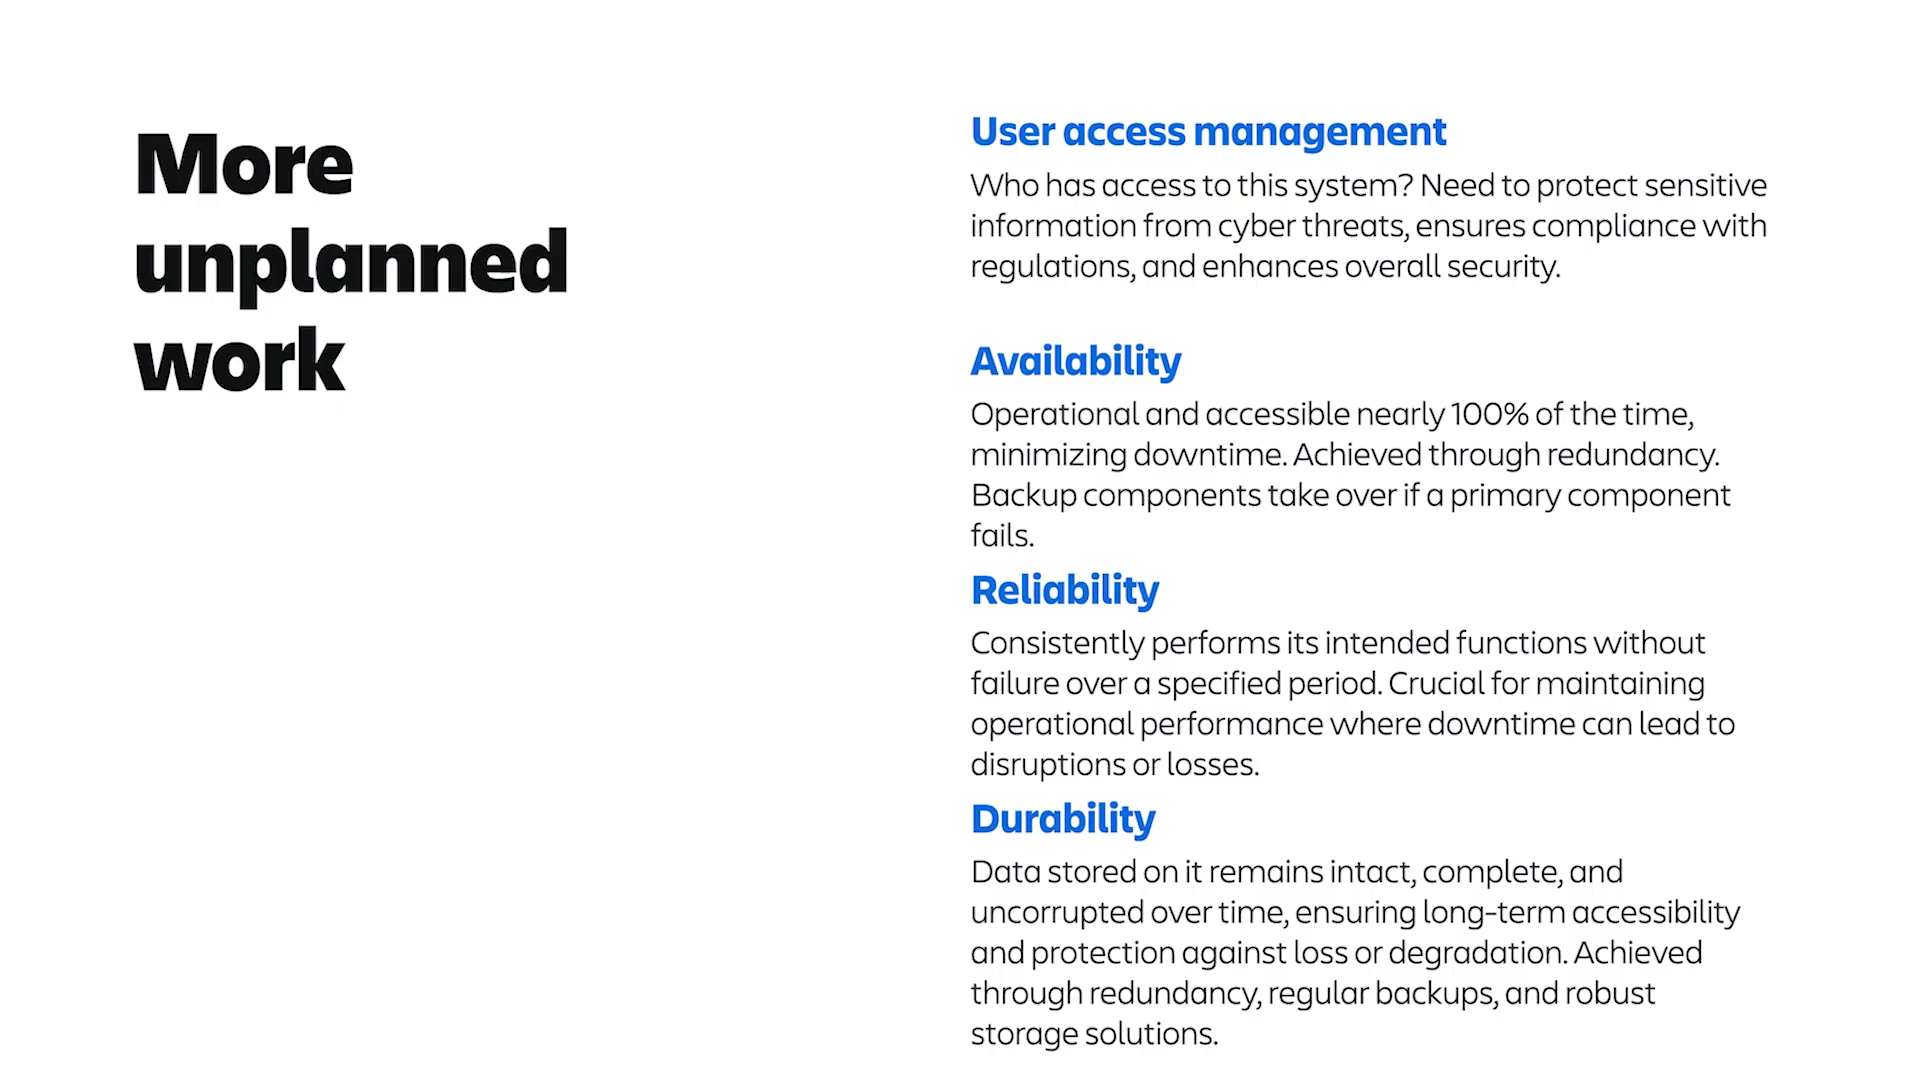 More
unplanned
work
User access management
Who has access to this system? Need to protect sensitive
information from cyber threats, ensures compliance with
regulations, and enhances overall security.
Availability
Operational and accessible nearly 100% of the time,
minimizing downtime. Achieved through redundancy.
Backup components take over if a primary component
fails.
Reliability
Consistently performs its intended functions without
failure over a specified period. Crucial for maintaining
operational performance where downtime can lead to
disruptions or losses.
Durability
Data stored on it remains intact, complete, and
uncorrupted over time, ensuring long-term accessibility
and protection against loss or degradation. Achieved
through redundancy, regular backups, and robust
storage solutions.